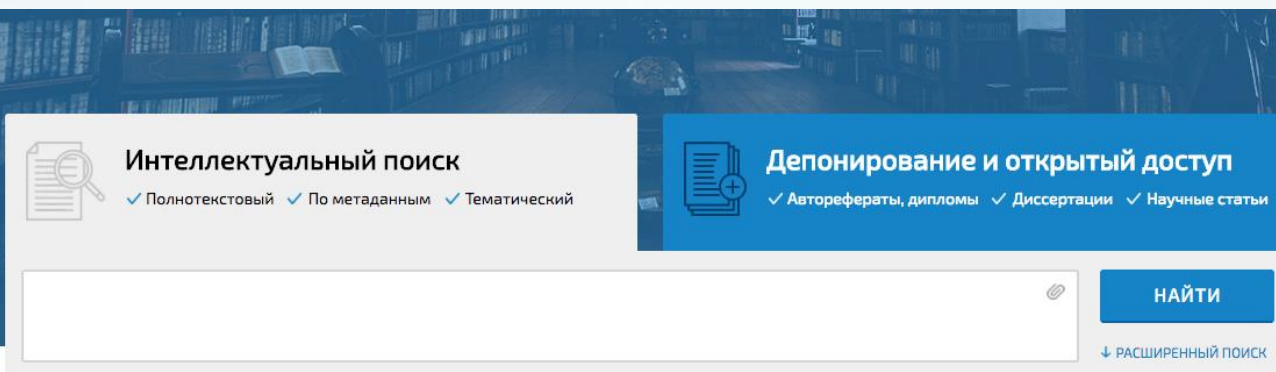 Интеллектуальный поиск
Полнотекстовый По метаданным Тематический
Депонирование и открытый доступ
Авторефераты, дипломы Диссертации Научные статьи
НАЙТИ
РАСШИРЕННЫЙ ПОИСК